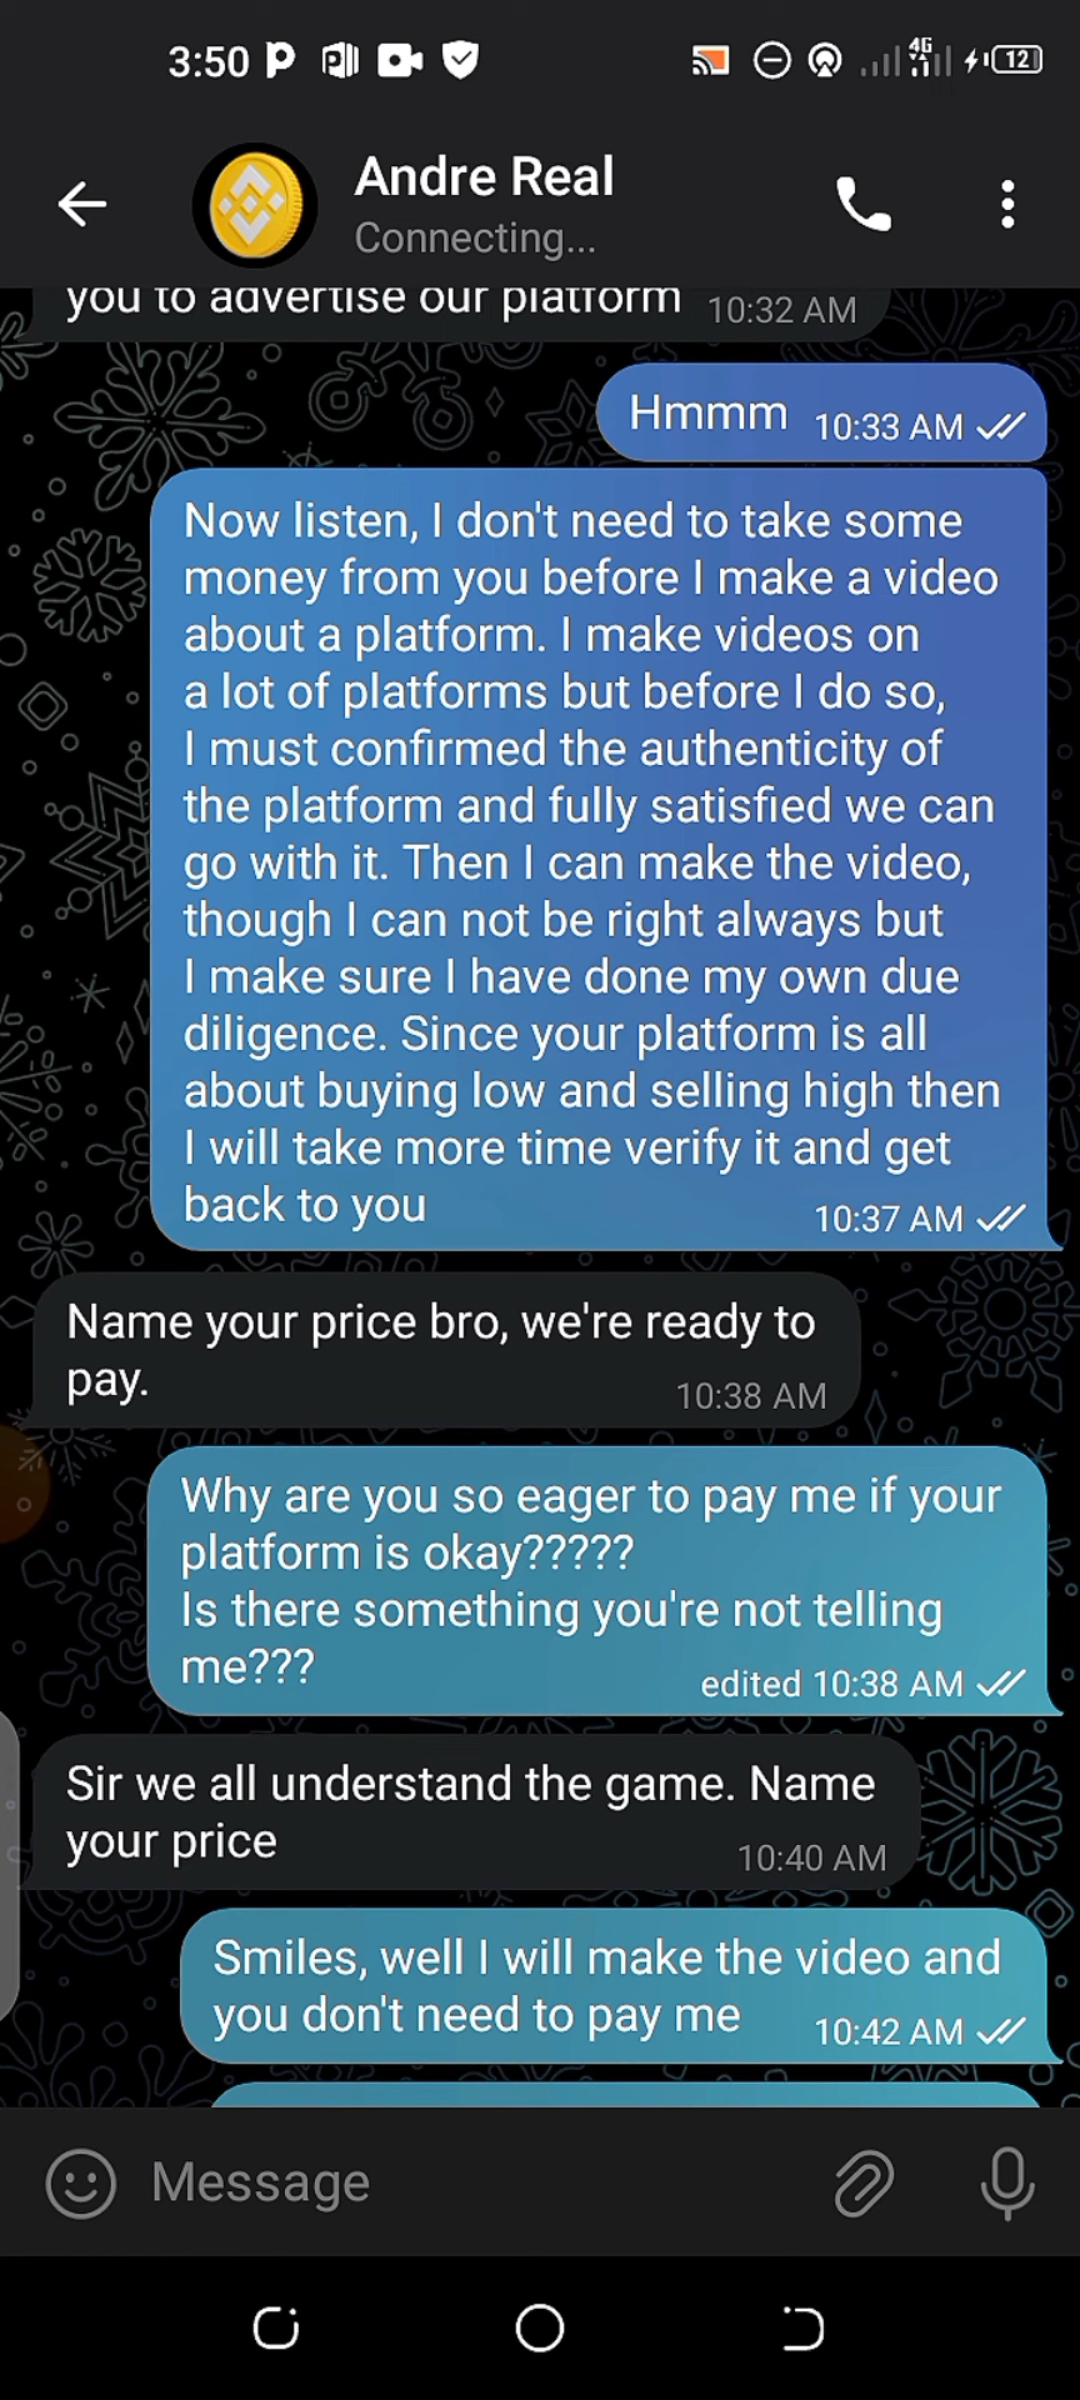 3:50
4G
12
Andre Real
Connecting...
you to advertise our platform 10:32 AM
Hmmm 10:33 AM
Now listen, I don't need to take some
money from you before I make a video
about a platform. I make videos on
a lot of platforms but before I do so,
I must confirmed the authenticity of
the platform and fully satisfied we can
go with it. Then I can make the video,
though I can not be right always but
I make sure I have done my own due
diligence. Since your platform is all
about buying low and selling high then
I will take more time verify it and get
back to you 10:37 AM
Name your price bro, we're ready to
pay. 10:38 AM
Why are you so eager to pay me if your
platform is okay?????
Is there something you're not telling
me??? edited 10:38 AM
Sir we all understand the game. Name
your price 10:40 AM
Smiles, well I will make the video and
you don't need to pay me 10:42 AM
Message